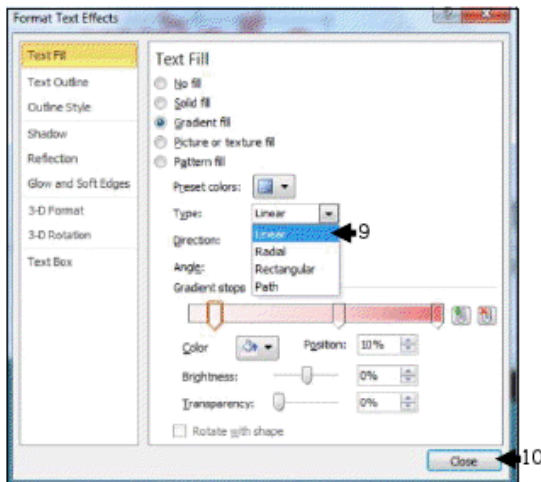 Format Text Effects
Text Fill
Text Outline
Outline Style
Shadow
Reflection
Glow and Soft Edges
3-D Format
3-D Rotation
Text Box
Text Fill
No fill
Solid fill
Gradient fill
Picture or texture fill
Pattern fill
Preset colors:
Type: Linear
Linear 9
Radial
Direction:
Rectangular
Angle:
Path
Gradient stops
Color Position: 10%
Brightness: 0%
Transparency: 0%
Rotate with shape
Close 10